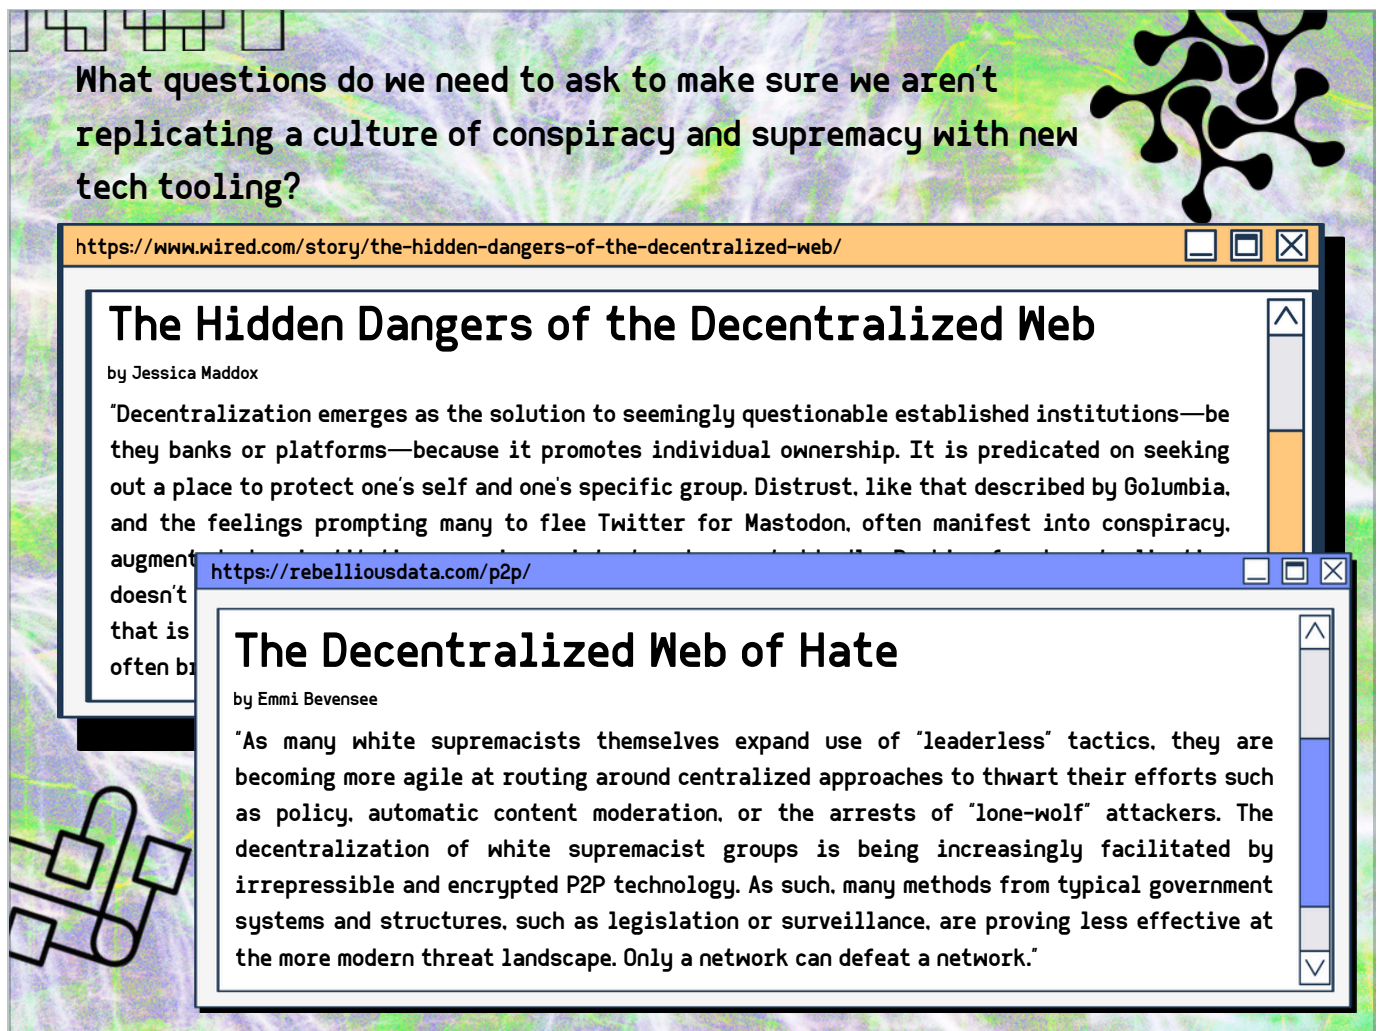 What questions do we need to ask to make sure we aren't
replicating a culture of conspiracy and supremacy with new
tech tooling?
https://www.wired.com/story/the-hidden-dangers-of-the-decentralized-web/
The Hidden Dangers of the Decentralized Web
by Jessica Maddox
"Decentralization emerges as the solution to seemingly questionable established institutions—be
they banks or platforms—because it promotes individual ownership. It is predicated on seeking
out a place to protect one's self and one's specific group. Distrust, like that described by Golumbia,
and the feelings prompting many to flee Twitter for Mastodon, often manifest into conspiracy,
augment
doesn't
that is
often br
https://rebelliousdata.com/p2p/
The Decentralized Web of Hate
by Emmi Bevensee
"As many white supremacists themselves expand use of "leaderless" tactics, they are
becoming more agile at routing around centralized approaches to thwart their efforts such
as policy, automatic content moderation, or the arrests of "lone-wolf" attackers. The
decentralization of white supremacist groups is being increasingly facilitated by
irrepressible and encrypted P2P technology. As such, many methods from typical government
systems and structures, such as legislation or surveillance, are proving less effective at
the more modern threat landscape. Only a network can defeat a network."